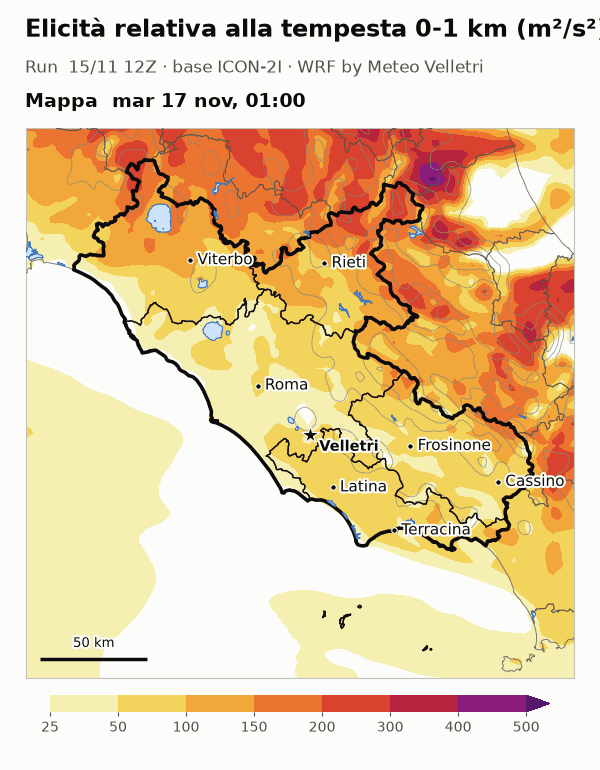 Elicità relativa alla tempesta 0-1 km (m²/s²)
Run 15/11 12Z · base ICON-2I · WRF by Meteo Velletri
Mappa mar 17 nov, 01:00
Viterbo
Rieti
Roma
Velletri
Frosinone
Cassino
Latina
Terracina
50 km
25 50 100 150 200 300 400 500